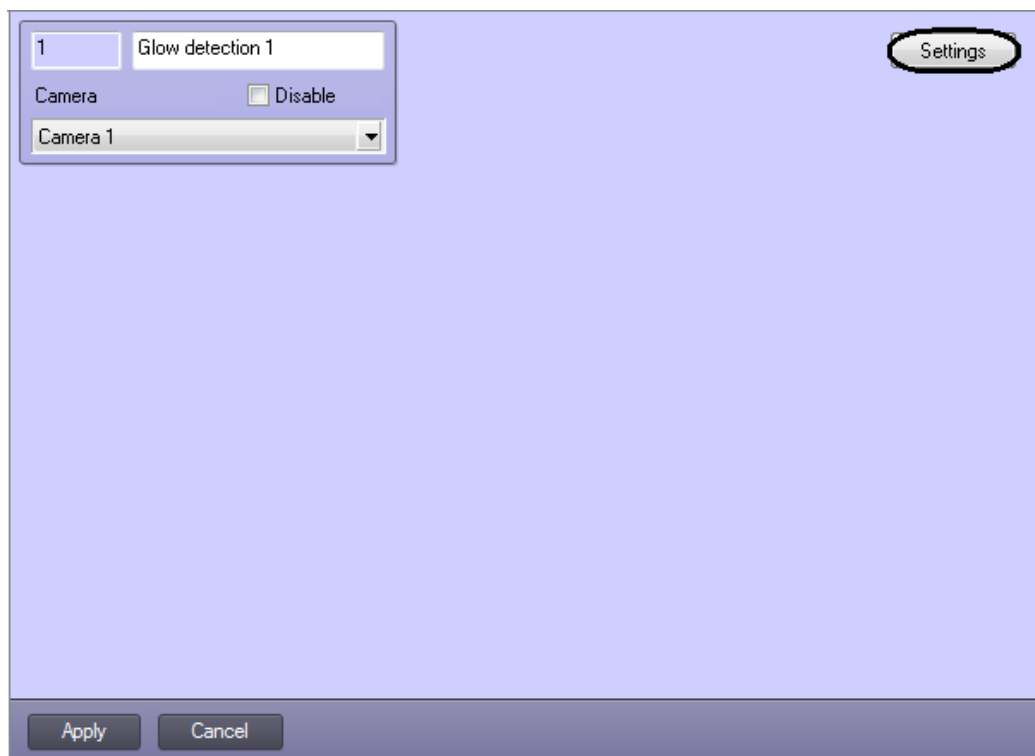 1 Glow detection 1
Settings
Camera Disable
Camera 1
Apply Cancel